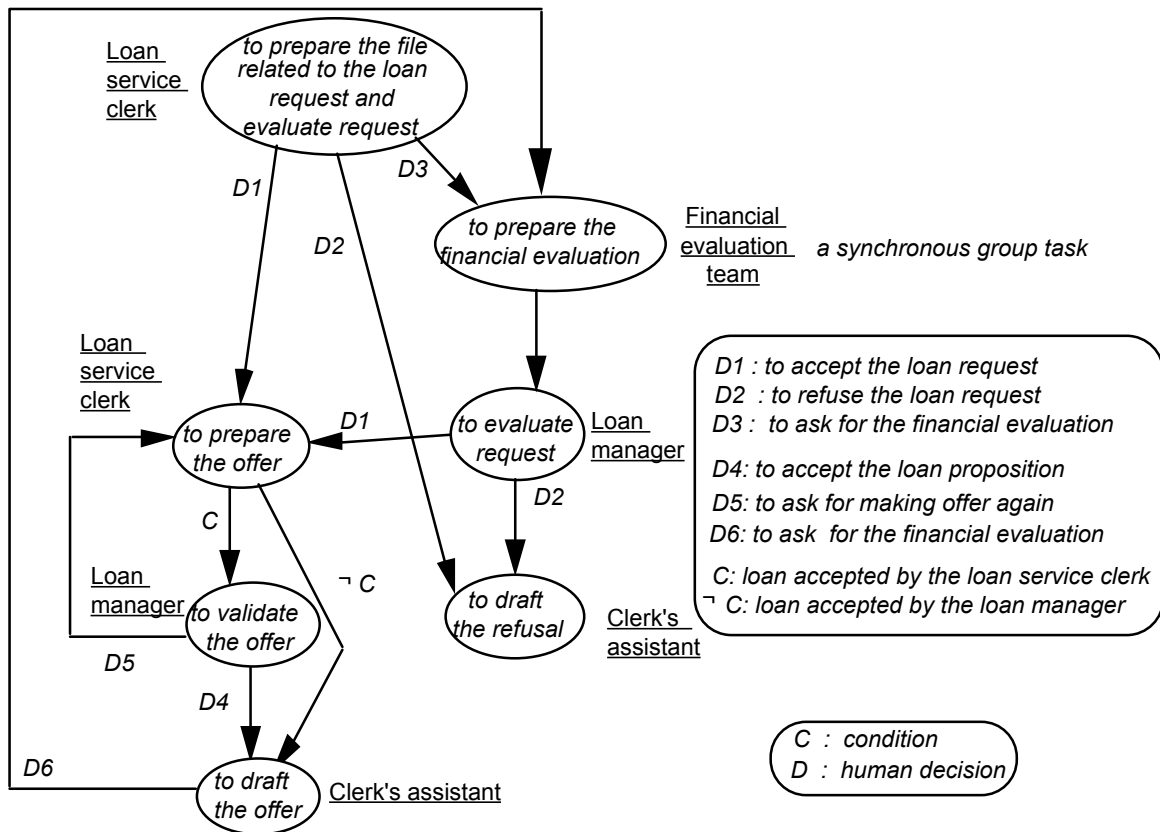 Loan
service
clerk
to prepare the file
related to the loan
request and
evaluate request
D1
D2
D3
to prepare the
financial evaluation
Financial
evaluation
team
a synchronous group task
Loan
service
clerk
to prepare
the offer
D1
to evaluate
request
Loan
manager
D2
C
¬ C
Loan
manager
to validate
the offer
D5
D4
to draft
the refusal
Clerk's
assistant
D6
to draft
the offer
Clerk's assistant
D1 : to accept the loan request
D2 : to refuse the loan request
D3 : to ask for the financial evaluation
D4: to accept the loan proposition
D5: to ask for making offer again
D6: to ask for the financial evaluation
C: loan accepted by the loan service clerk
¬ C: loan accepted by the loan manager
C : condition
D : human decision